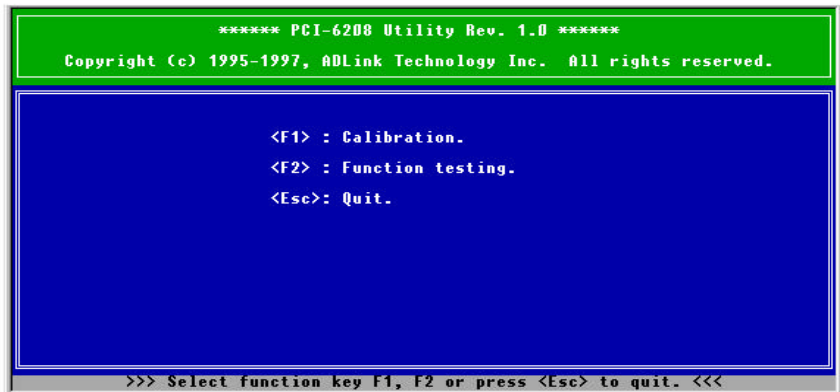 ****** PCI-6208 Utility Rev. 1.0 ******
Copyright (c) 1995-1997, ADLink Technology Inc.  All rights reserved.
<F1> : Calibration.
<F2> : Function testing.
<Esc>: Quit.
>>> Select function key F1, F2 or press <Esc> to quit. <<<